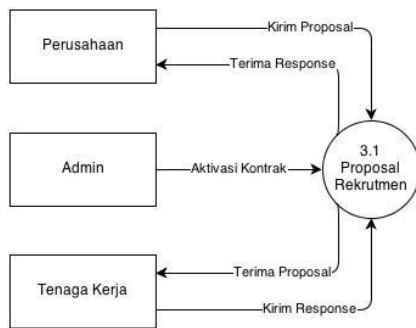 Perusahaan
Kirim Proposal
Terima Response
Admin
Aktivasi Kontrak
3.1
Proposal
Rekrutmen
Terima Proposal
Tenaga Kerja
Kirim Response